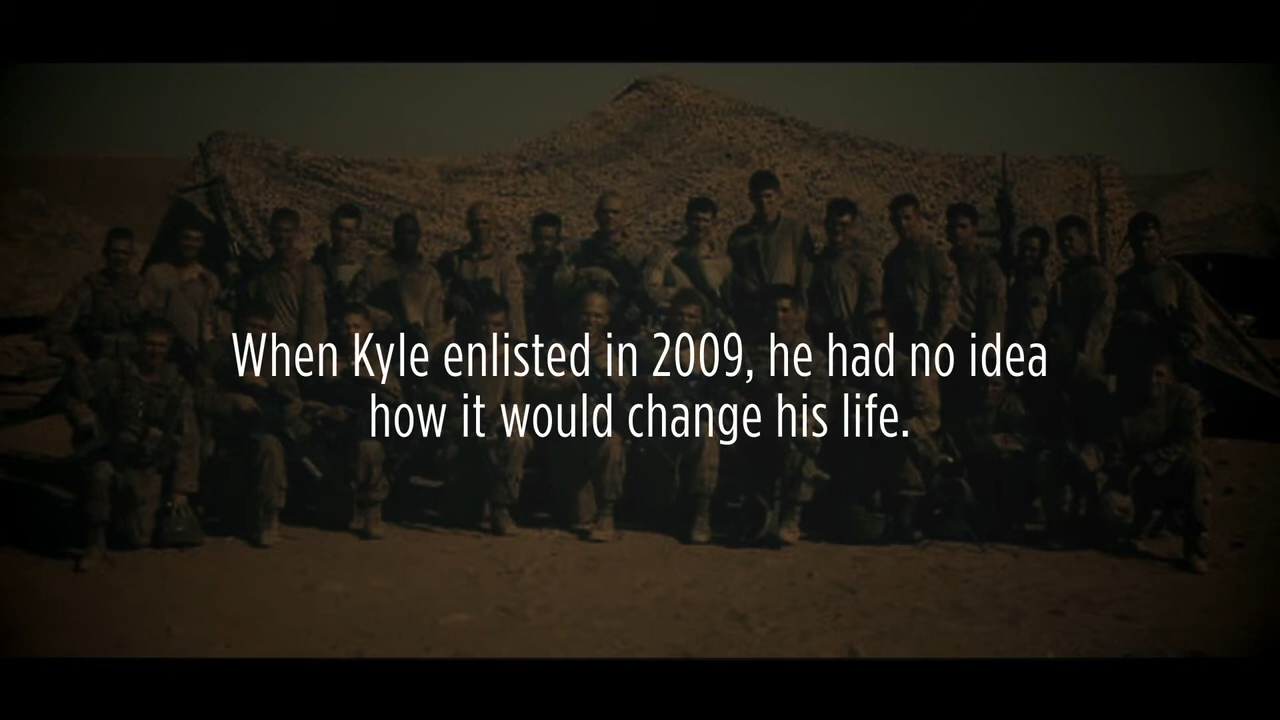 When Kyle enlisted in 2009, he had no idea
how it would change his life.